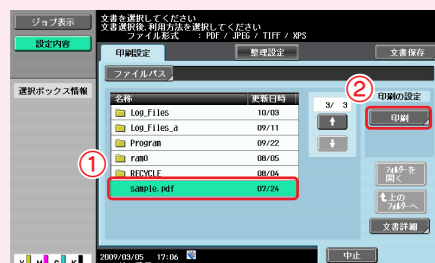 ジョブ表示
設定内容
選択ボックス情報
文書を選択してください
文書選択後、利用方法を選択してください
ファイル形式 : PDF / JPEG / TIFF / XPS
印刷設定
整理設定
文書保存
ファイルパス
名称 更新日時
Log_Files 10/03
Log_Files_a 09/11
Program 09/22
ram0 08/05
RECYCLE 08/04
sample.pdf 07/24
①
3/ 3
↑
↓
②
印刷の設定
印刷
フォルダーを
開く
上の
フォルダーへ
文書詳細
Y M C K
2009/03/05 17:06
中止